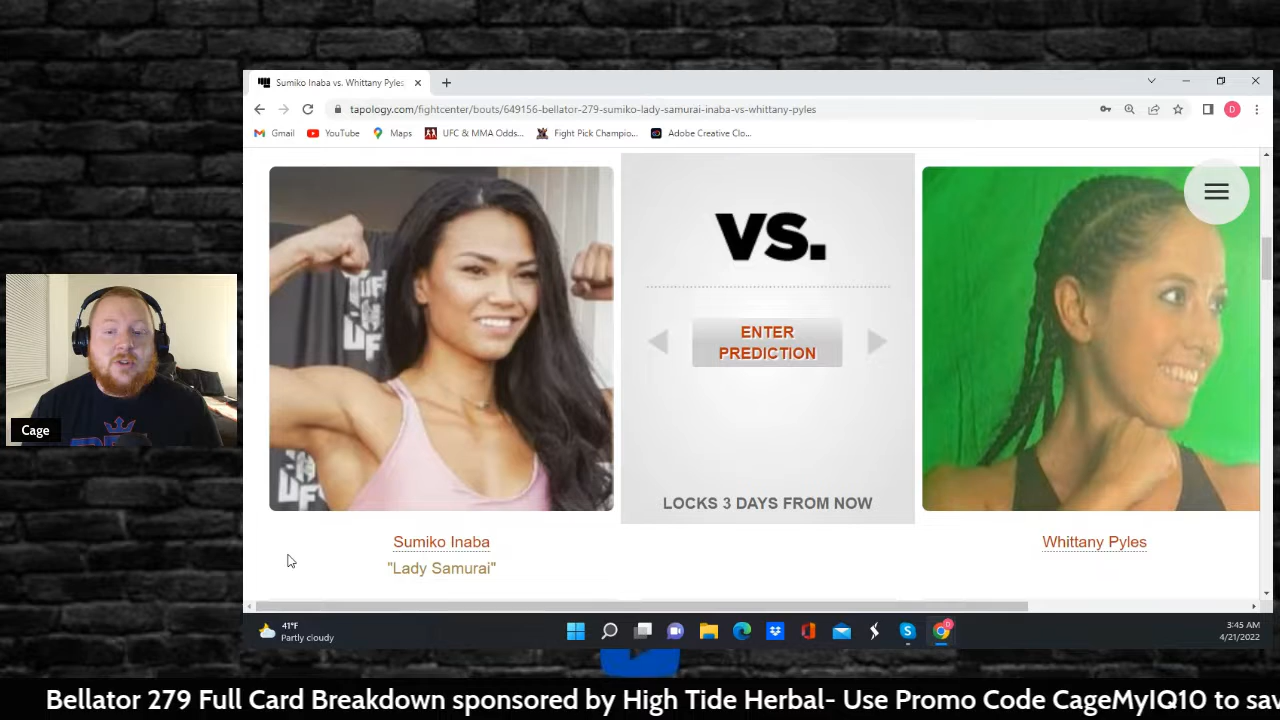 Sumiko Inaba vs. Whittany Pyles
tapology.com/fightcenter/bouts/649156-bellator-279-sumiko-lady-samurai-inaba-vs-whittany-pyles
D
Gmail
YouTube
Maps
UFC & MMA Odds...
Fight Pick Champio...
Adobe Creative Clo...
VS.
ENTER
PREDICTION
LOCKS 3 DAYS FROM NOW
Sumiko Inaba
"Lady Samurai"
Whittany Pyles
Cage
41°F
Partly cloudy
3:45 AM
4/21/2022
Bellator 279 Full Card Breakdown sponsored by High Tide Herbal- Use Promo Code CageMyIQ10 to sav